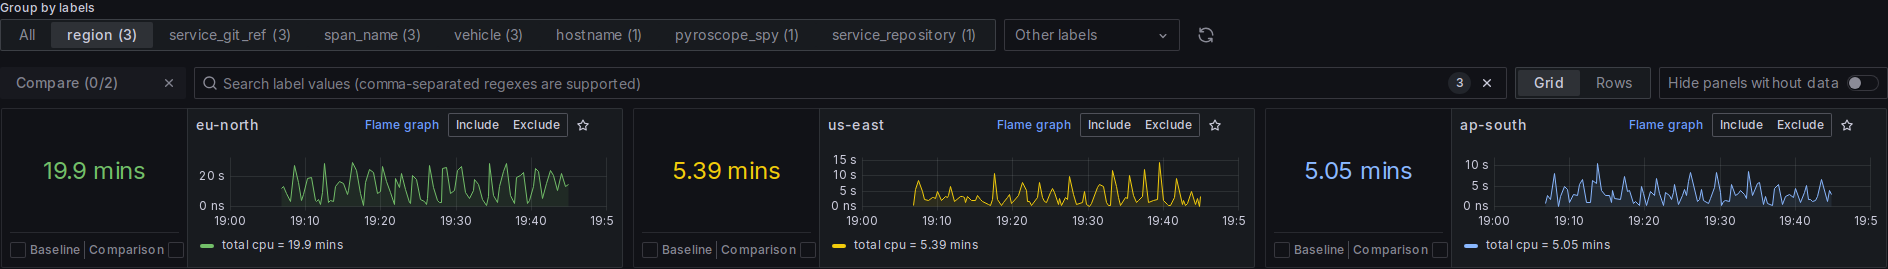 Group by labels
All region (3) service_git_ref (3) span_name (3) vehicle (3) hostname (1) pyroscope_spy (1) service_repository (1) Other labels
Compare (0/2) Search label values (comma-separated regexes are supported) 3 Grid Rows Hide panels without data
eu-north Flame graph Include Exclude
19.9 mins
20 s
0 ns
19:00 19:10 19:20 19:30 19:40 19:5
Baseline Comparison
total cpu = 19.9 mins
us-east Flame graph Include Exclude
5.39 mins
15 s
10 s
5 s
0 ns
19:00 19:10 19:20 19:30 19:40 19:5
Baseline Comparison
total cpu = 5.39 mins
ap-south Flame graph Include Exclude
5.05 mins
10 s
5 s
0 ns
19:00 19:10 19:20 19:30 19:40 19:5
Baseline Comparison
total cpu = 5.05 mins